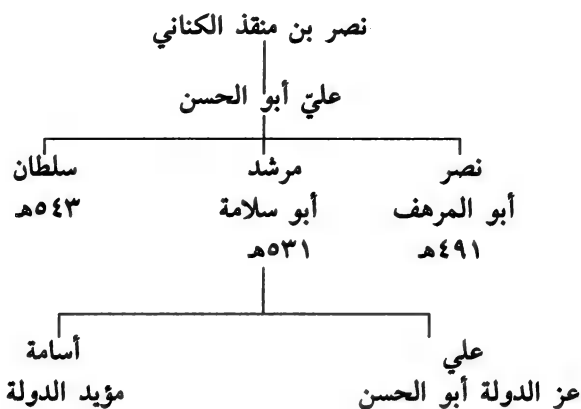 نصر بن منقذ الكناني
عليّ أبو الحسن
نصر مرشد سلطان
أبو المرهف أبو سلامة ٥٤٣هـ
٤٩١هـ ٥٣١هـ
علي أسامة
عز الدولة أبو الحسن مؤيد الدولة